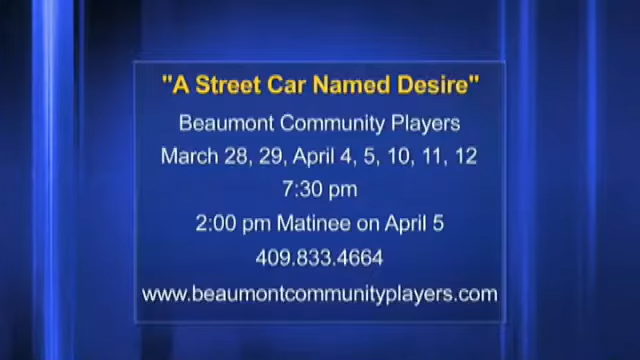 "A Street Car Named Desire"
Beaumont Community Players
March 28, 29, April 4, 5, 10, 11, 12
7:30 pm
2:00 pm Matinee on April 5
409.833.4664
www.beaumontcommunityplayers.com